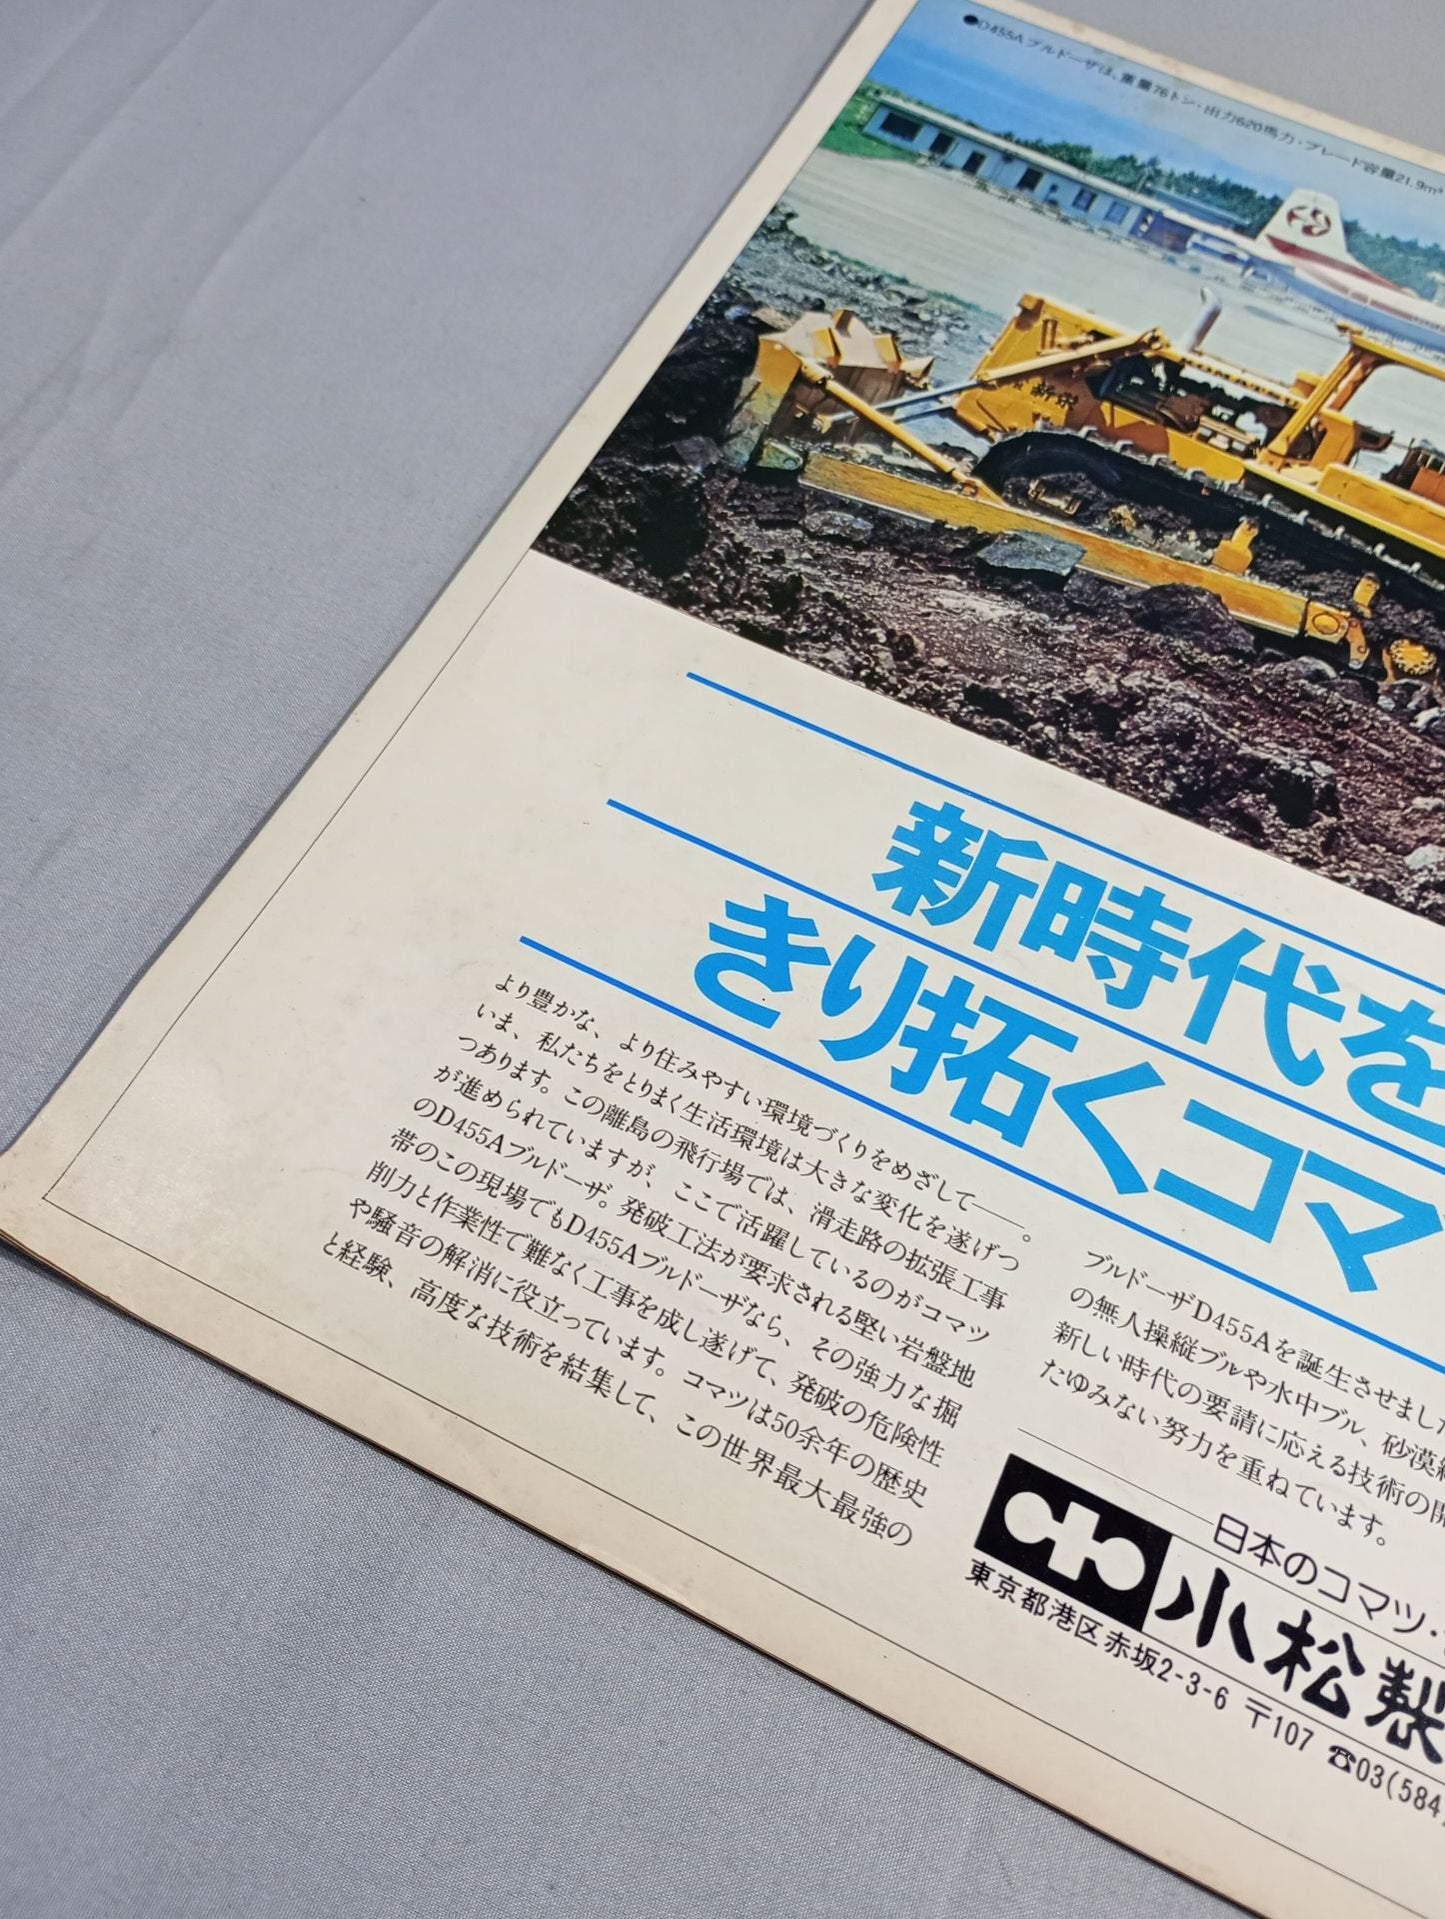 ●D455Aブルドーザは、重量76トン・出力620馬力・ブレード容量21.9m³
KOMATSU
新時代を
きり拓くコマ
より豊かな、より住みやすい環境づくりをめざして——。
いま、私たちをとりまく生活環境は大きな変化を遂げつ
つあります。この離島の飛行場では、滑走路の拡張工事
が進められていますが、ここで活躍しているのがコマツ
のD455Aブルドーザ。発破工法が要求される堅い岩盤地
帯のこの現場でもD455Aブルドーザなら、その強力な掘
削力と作業性で難なく工事を成し遂げて、発破の危険性
や騒音の解消に役立っています。コマツは50余年の歴史
と経験、高度な技術を結集して、この世界最大最強の
ブルドーザD455Aを誕生させました
の無人操縦ブルや水中ブル、砂漠
新しい時代の要請に応える技術の開
たゆみない努力を重ねています。
日本のコマツ・
小松製
東京都港区赤坂2-3-6 〒107 ☎03(584)